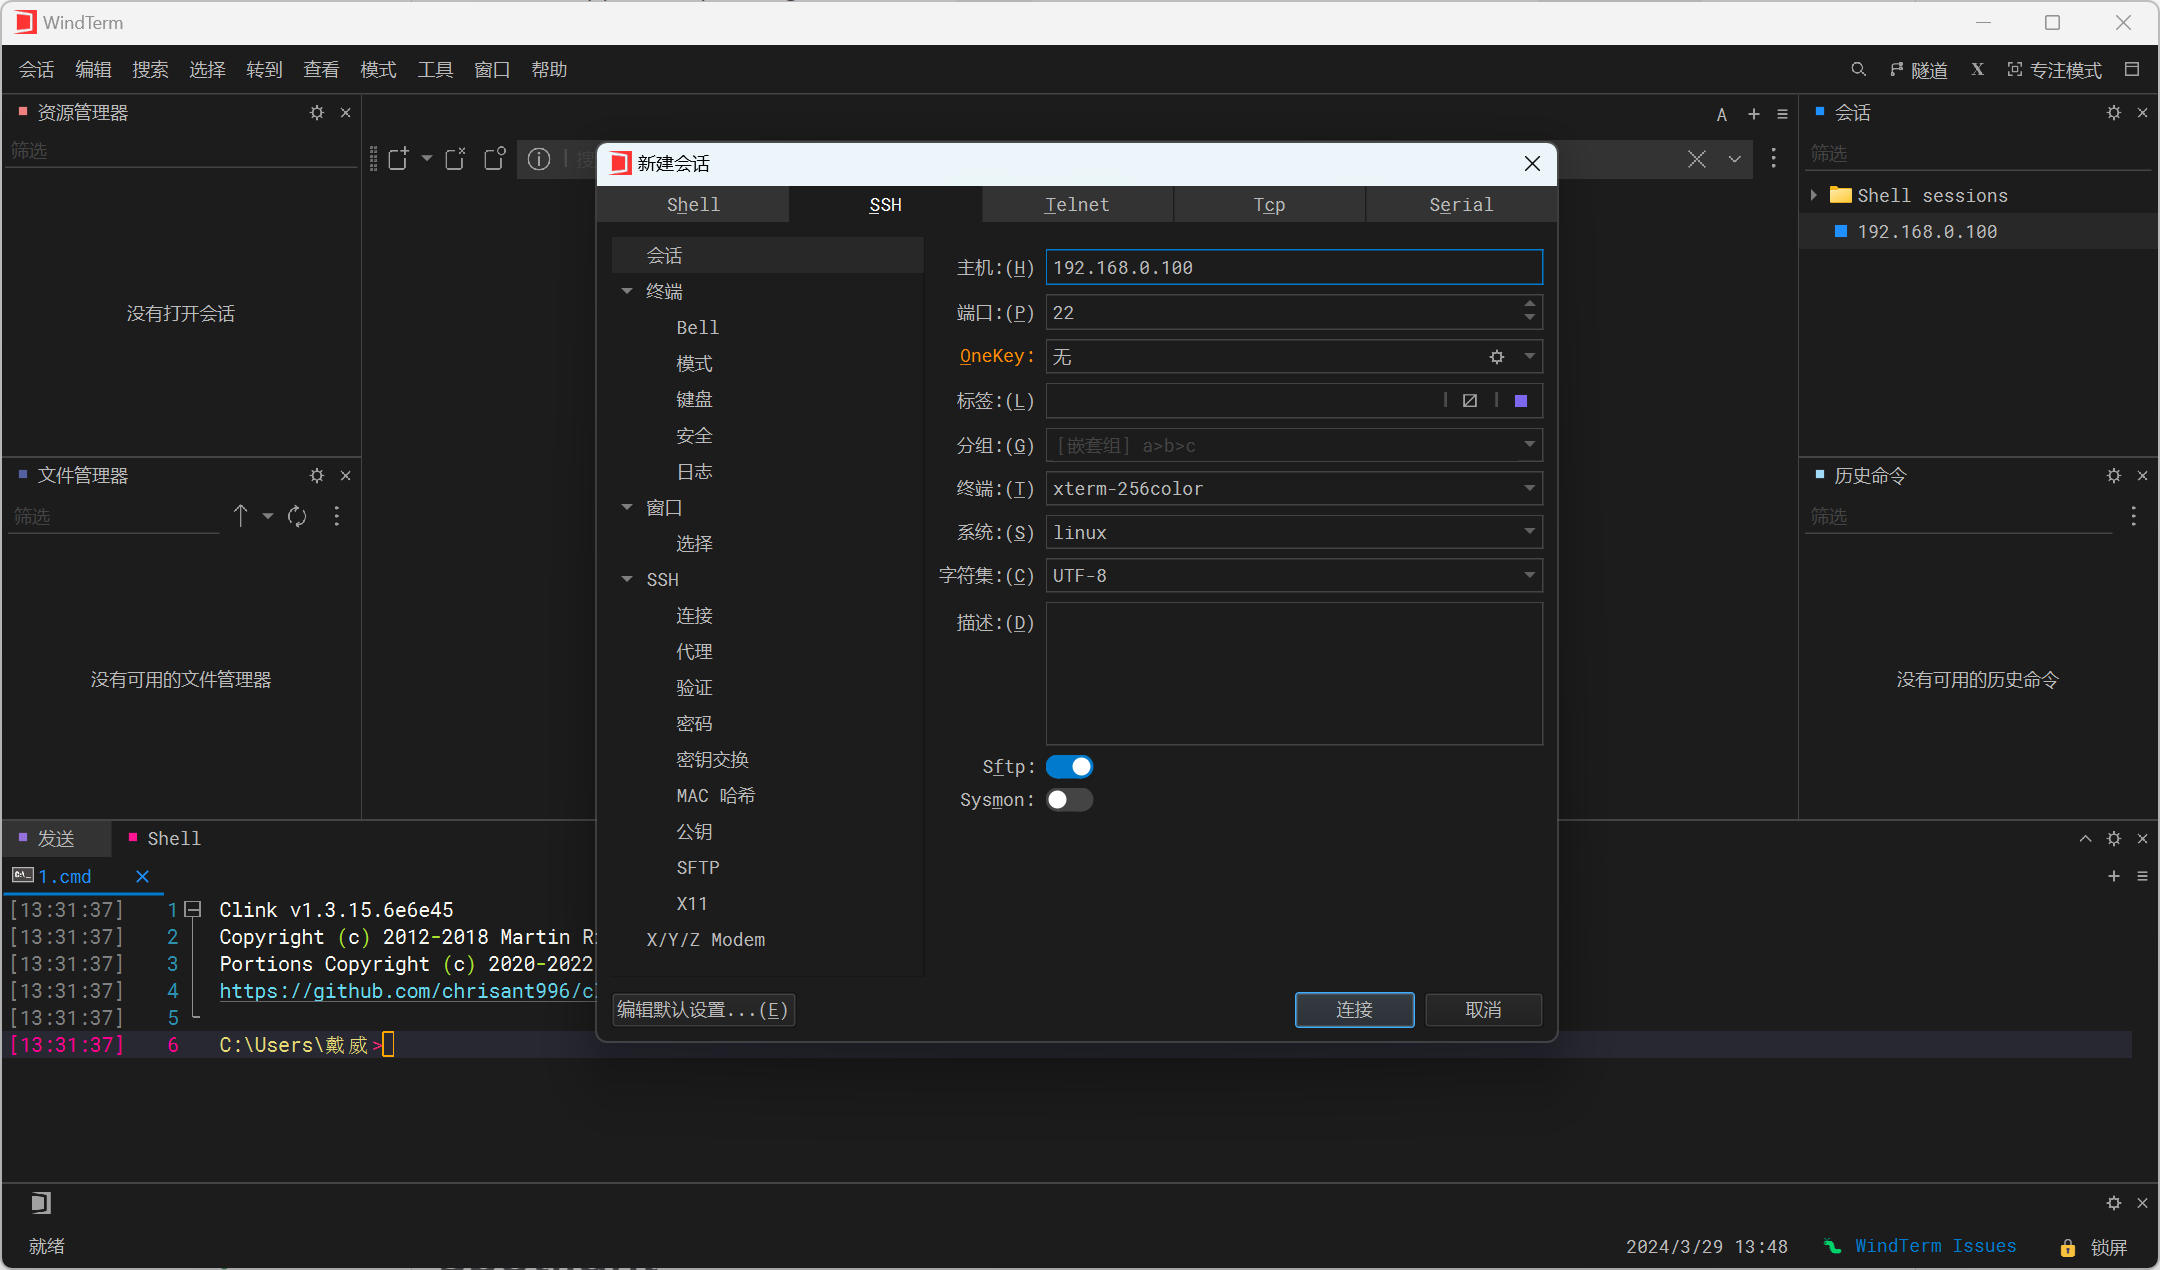 WindTerm
会话 编辑 搜索 选择 转到 查看 模式 工具 窗口 帮助
隧道 X 专注模式
资源管理器
筛选
没有打开会话
文件管理器
筛选
没有可用的文件管理器
A
新建会话
Shell SSH Telnet Tcp Serial
会话
终端
Bell
模式
键盘
安全
日志
窗口
选择
SSH
连接
代理
验证
密码
密钥交换
MAC 哈希
公钥
SFTP
X11
X/Y/Z Modem
主机:(H) 192.168.0.100
端口:(P) 22
OneKey: 无
标签:(L)
分组:(G) [嵌套组] a>b>c
终端:(T) xterm-256color
系统:(S) linux
字符集:(C) UTF-8
描述:(D)
Sftp:
Sysmon:
编辑默认设置...(E) 连接 取消
会话
筛选
Shell sessions
192.168.0.100
历史命令
筛选
没有可用的历史命令
发送 Shell
1.cmd
[13:31:37] 1 Clink v1.3.15.6e6e45
[13:31:37] 2 Copyright (c) 2012-2018 Martin
[13:31:37] 3 Portions Copyright (c) 2020-2022
[13:31:37] 4 https://github.com/chrisant996/
[13:31:37] 5
[13:31:37] 6 C:\Users\戴威>
就绪
2024/3/29 13:48 WindTerm Issues 锁屏